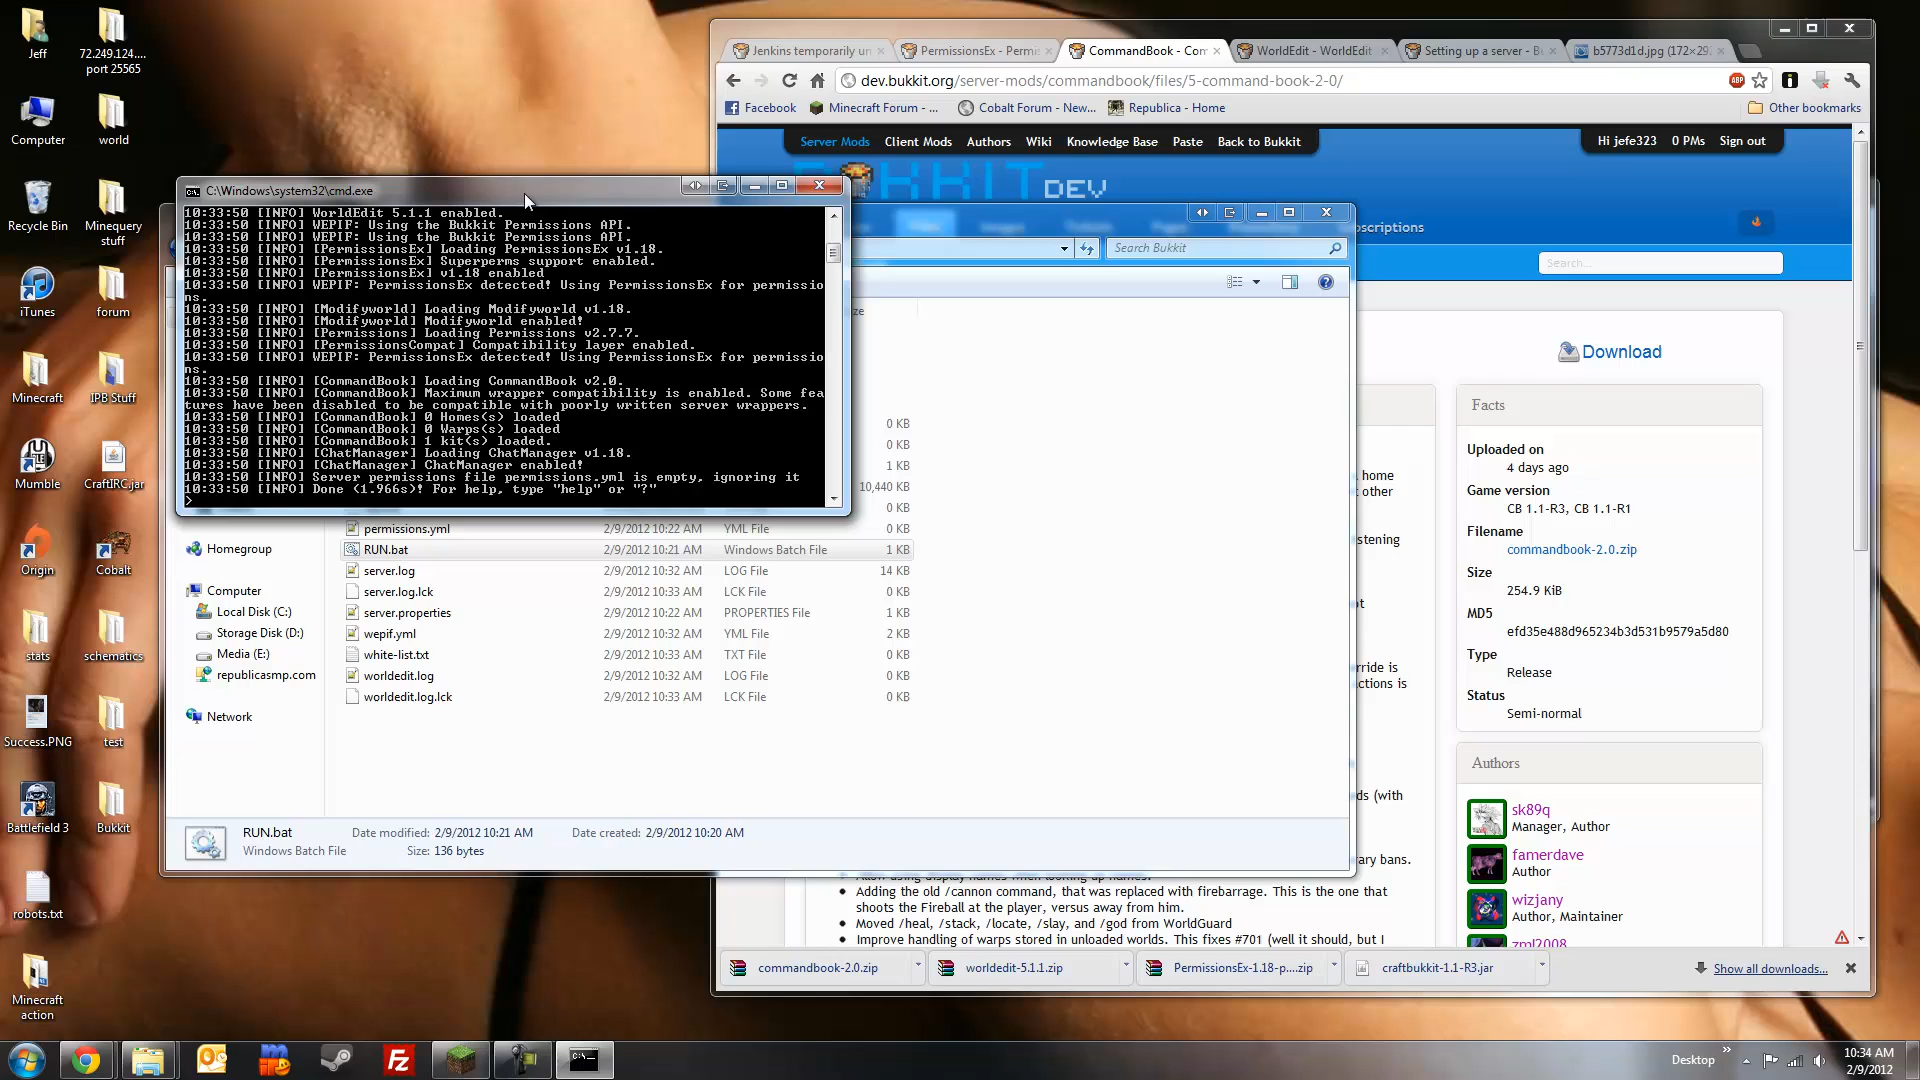 Jeff
72.249.124....
port 25565
Computer
world
Recycle Bin
Minequery
stuff
iTunes
forum
Minecraft
IPB Stuff
Mumble
CraftIRC.jar
Origin
Cobalt
stats
schematics
Success.PNG
test
Battlefield 3
Bukkit
robots.txt
Minecraft
action
Jenkins temporarily un
PermissionsEx - Permis
CommandBook - Com
WorldEdit - WorldEdit
Setting up a server - B
b5773d1d.jpg (172×29
dev.bukkit.org/server-mods/commandbook/files/5-command-book-2-0/
ABP
Facebook
Minecraft Forum - ...
Cobalt Forum - New...
Republica - Home
Other bookmarks
Server Mods
Client Mods
Authors
Wiki
Knowledge Base
Paste
Back to Bukkit
Hi jefe323
0 PMs
Sign out
BUKKIT DEV
Search...
Download
Facts
Uploaded on
4 days ago
Game version
CB 1.1-R3, CB 1.1-R1
Filename
commandbook-2.0.zip
Size
254.9 KiB
MD5
efd35e488d965234b3d531b9579a5d80
Type
Release
Status
Semi-normal
Authors
sk89q
Manager, Author
famerdave
Author
wizjany
Author, Maintainer
zml2008
C:\Windows\system32\cmd.exe
10:33:50 [INFO] WorldEdit 5.1.1 enabled.
10:33:50 [INFO] WEPIF: Using the Bukkit Permissions API.
10:33:50 [INFO] WEPIF: Using the Bukkit Permissions API.
10:33:50 [INFO] [PermissionsEx] Loading PermissionsEx v1.18.
10:33:50 [INFO] [PermissionsEx] Superperms support enabled.
10:33:50 [INFO] [PermissionsEx] v1.18 enabled
10:33:50 [INFO] WEPIF: PermissionsEx detected! Using PermissionsEx for permissio
ns.
10:33:50 [INFO] [Modifyworld] Loading Modifyworld v1.18.
10:33:50 [INFO] [Modifyworld] Modifyworld enabled!
10:33:50 [INFO] [Permissions] Loading Permissions v2.7.7.
10:33:50 [INFO] [PermissionsCompat] Compatibility layer enabled.
10:33:50 [INFO] WEPIF: PermissionsEx detected! Using PermissionsEx for permissio
ns.
10:33:50 [INFO] [CommandBook] Loading CommandBook v2.0.
10:33:50 [INFO] [CommandBook] Maximum wrapper compatibility is enabled. Some fea
tures have been disabled to be compatible with poorly written server wrappers.
10:33:50 [INFO] [CommandBook] 0 Homes(s) loaded
10:33:50 [INFO] [CommandBook] 0 Warps(s) loaded
10:33:50 [INFO] [CommandBook] 1 kit(s) loaded.
10:33:50 [INFO] [ChatManager] Loading ChatManager v1.18.
10:33:50 [INFO] [ChatManager] ChatManager enabled!
10:33:50 [INFO] Server permissions file permissions.yml is empty, ignoring it
10:33:50 [INFO] Done (1.966s)! For help, type "help" or "?"
>
Search Bukkit
ze
0 KB
0 KB
1 KB
10,440 KB
0 KB
permissions.yml 2/9/2012 10:22 AM YML File 0 KB
RUN.bat 2/9/2012 10:21 AM Windows Batch File 1 KB
server.log 2/9/2012 10:32 AM LOG File 14 KB
server.log.lck 2/9/2012 10:33 AM LCK File 0 KB
server.properties 2/9/2012 10:22 AM PROPERTIES File 1 KB
wepif.yml 2/9/2012 10:32 AM YML File 2 KB
white-list.txt 2/9/2012 10:33 AM TXT File 0 KB
worldedit.log 2/9/2012 10:32 AM LOG File 0 KB
worldedit.log.lck 2/9/2012 10:33 AM LCK File 0 KB
Homegroup
Computer
Local Disk (C:)
Storage Disk (D:)
Media (E:)
republicasmp.com
Network
RUN.bat Date modified: 2/9/2012 10:21 AM Date created: 2/9/2012 10:20 AM
Windows Batch File Size: 136 bytes
scriptions
home
t other
stening
t
rride is
ctions is
ds (with
ary bans.
Adding the old /cannon command, that was replaced with firebarrage. This is the one that
shoots the Fireball at the player, versus away from him.
Moved /heal, /stack, /locate, /slay, and /god from WorldGuard
Improve handling of warps stored in unloaded worlds. This fixes #701 (well it should, but I
commandbook-2.0.zip
worldedit-5.1.1.zip
PermissionsEx-1.18-p....zip
craftbukkit-1.1-R3.jar
Show all downloads...
Desktop
10:34 AM
2/9/2012